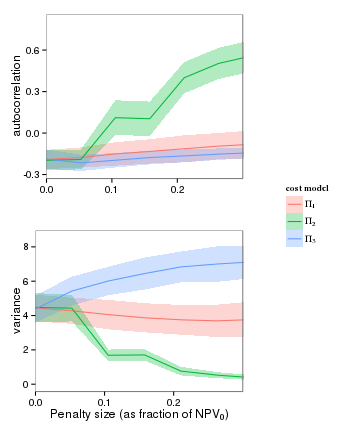 autocorrelation
0.6
0.3
0.0
-0.3
0.0 0.1 0.2
cost model
Π1
Π2
Π3
variance
8
6
4
2
0
0.0 0.1 0.2
Penalty size (as fraction of NPV₀)